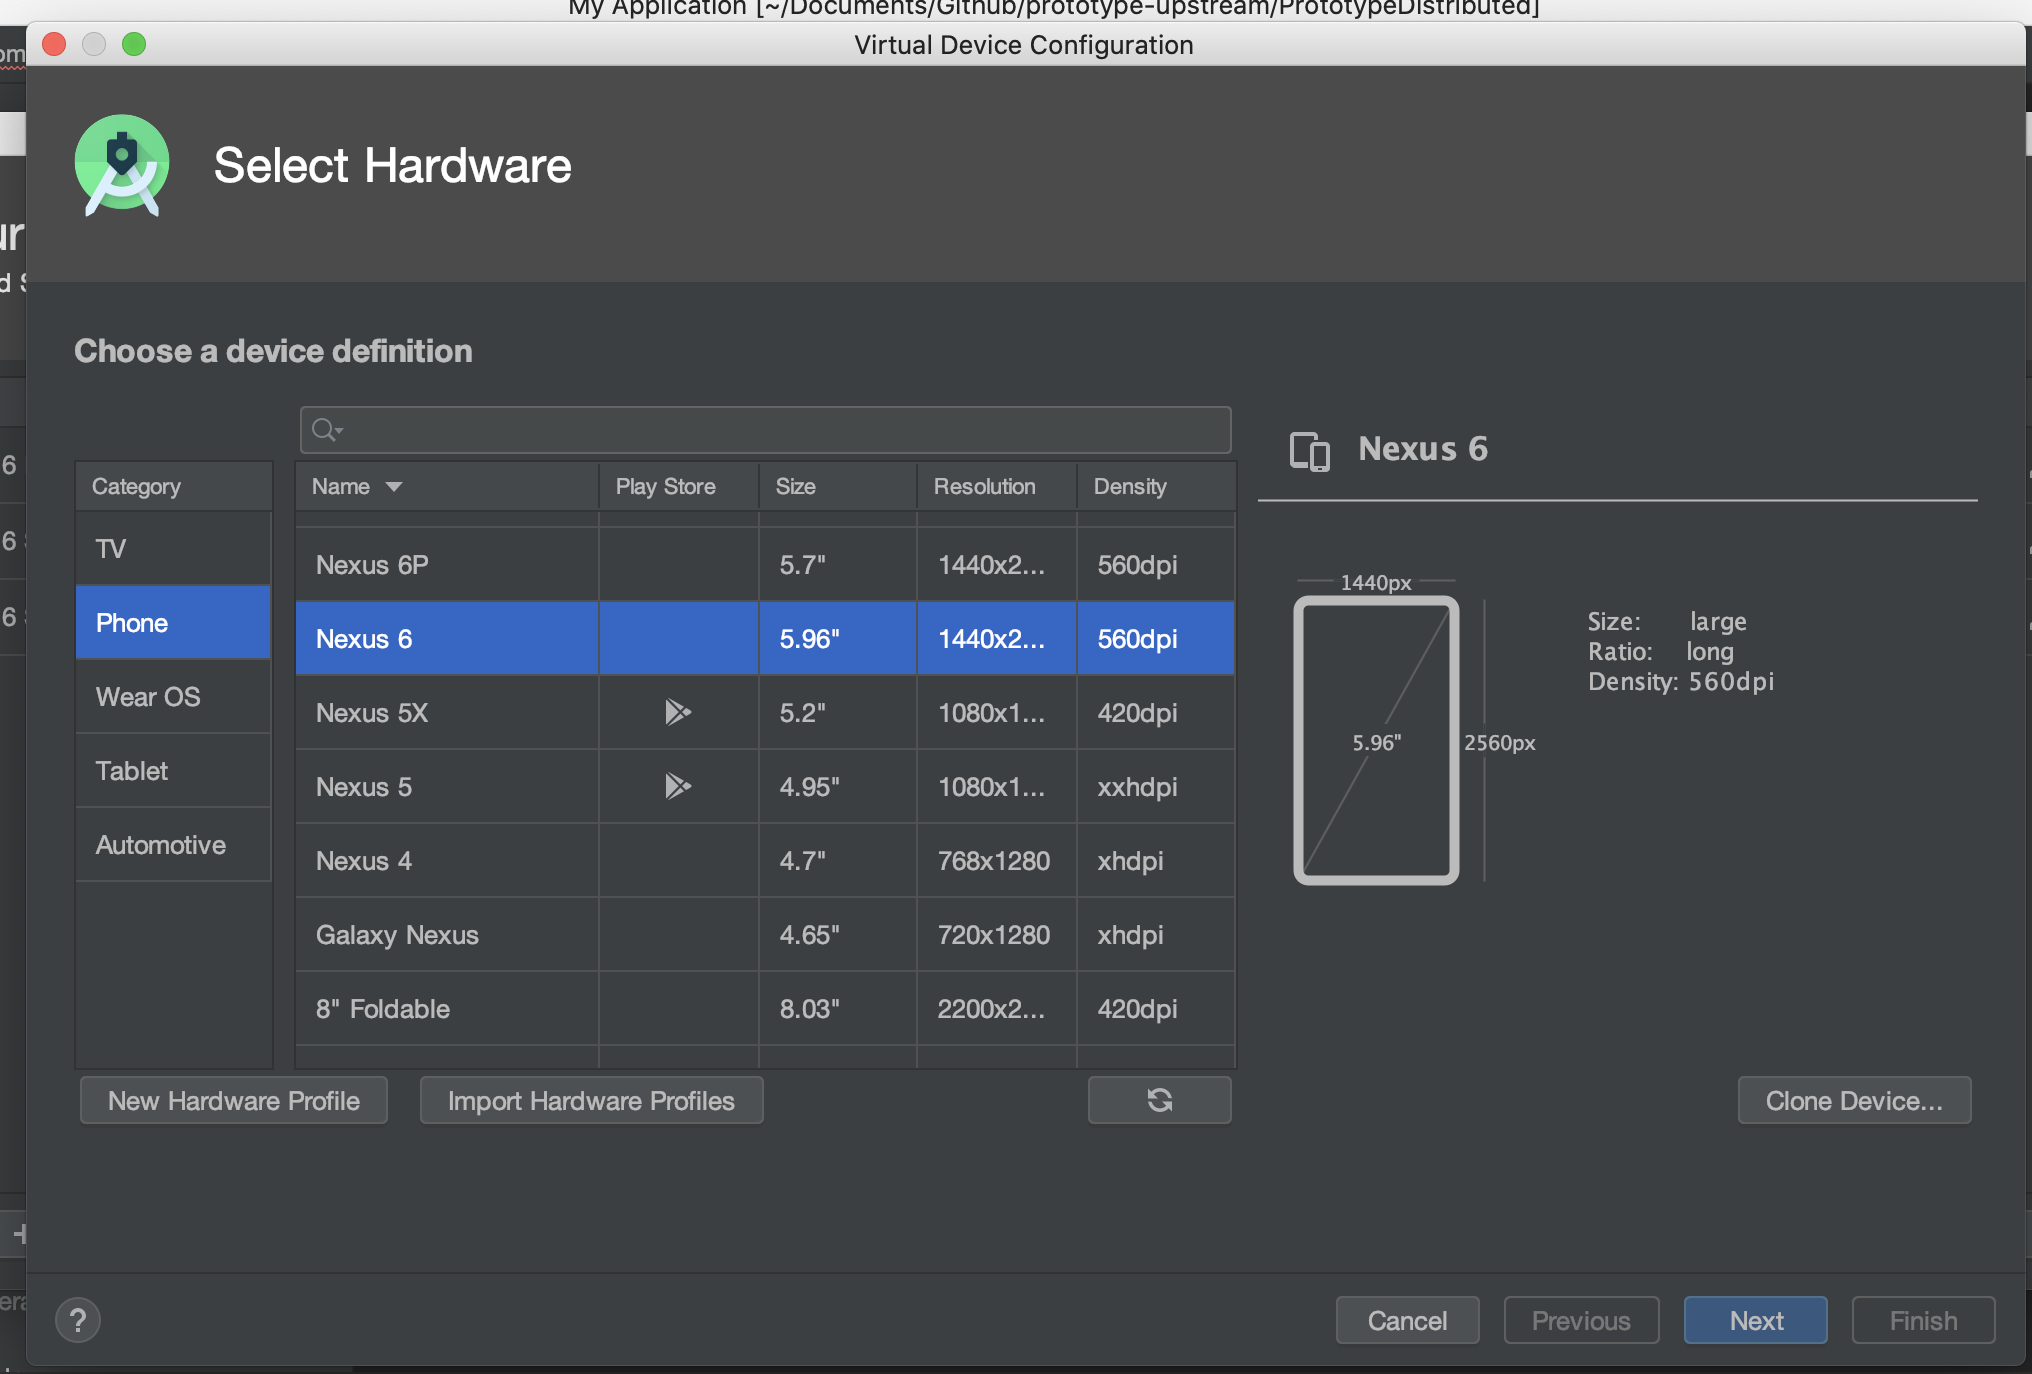 My Application [~/Documents/Github/prototype-upstream/PrototypeDistributed]
Virtual Device Configuration
Select Hardware
Choose a device definition
Category
TV
Phone
Wear OS
Tablet
Automotive
Name Play Store Size Resolution Density
Nexus 6P 5.7" 1440x2... 560dpi
Nexus 6 5.96" 1440x2... 560dpi
Nexus 5X 5.2" 1080x1... 420dpi
Nexus 5 4.95" 1080x1... xxhdpi
Nexus 4 4.7" 768x1280 xhdpi
Galaxy Nexus 4.65" 720x1280 xhdpi
8" Foldable 8.03" 2200x2... 420dpi
Nexus 6
1440px
5.96"
2560px
Size: large
Ratio: long
Density: 560dpi
New Hardware Profile
Import Hardware Profiles
Clone Device...
?
Cancel
Previous
Next
Finish